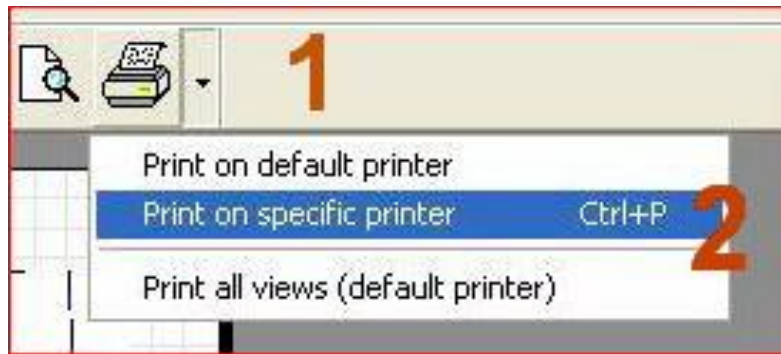 1
Print on default printer
Print on specific printer Ctrl+P 2
Print all views (default printer)